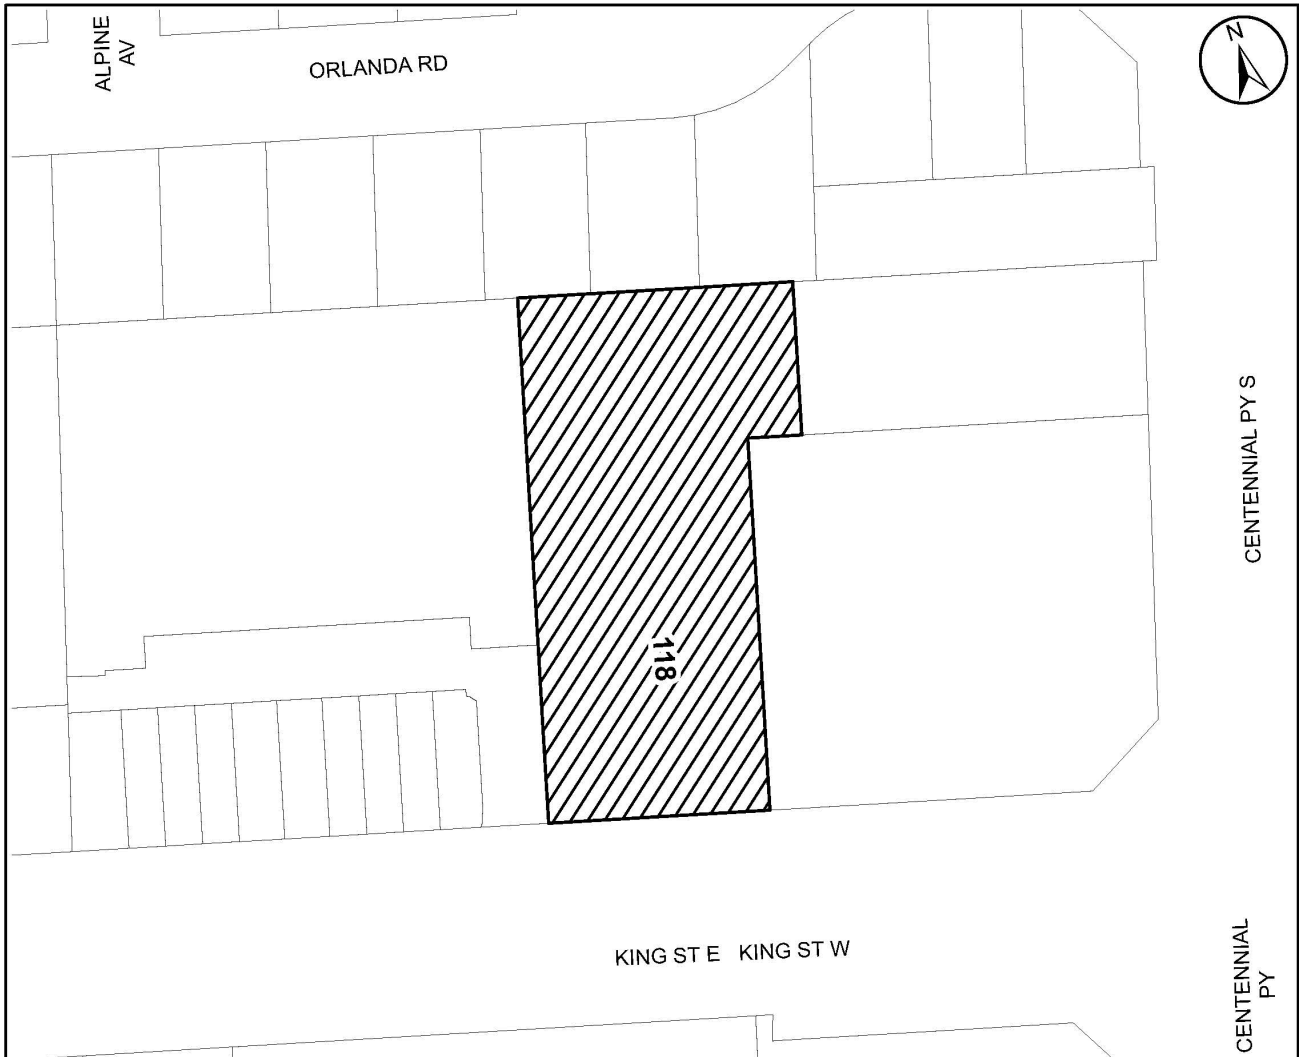 ALPINE
AV
ORLANDA RD
N
CENTENNIAL PY S
118
KING ST E KING ST W
CENTENNIAL
PY